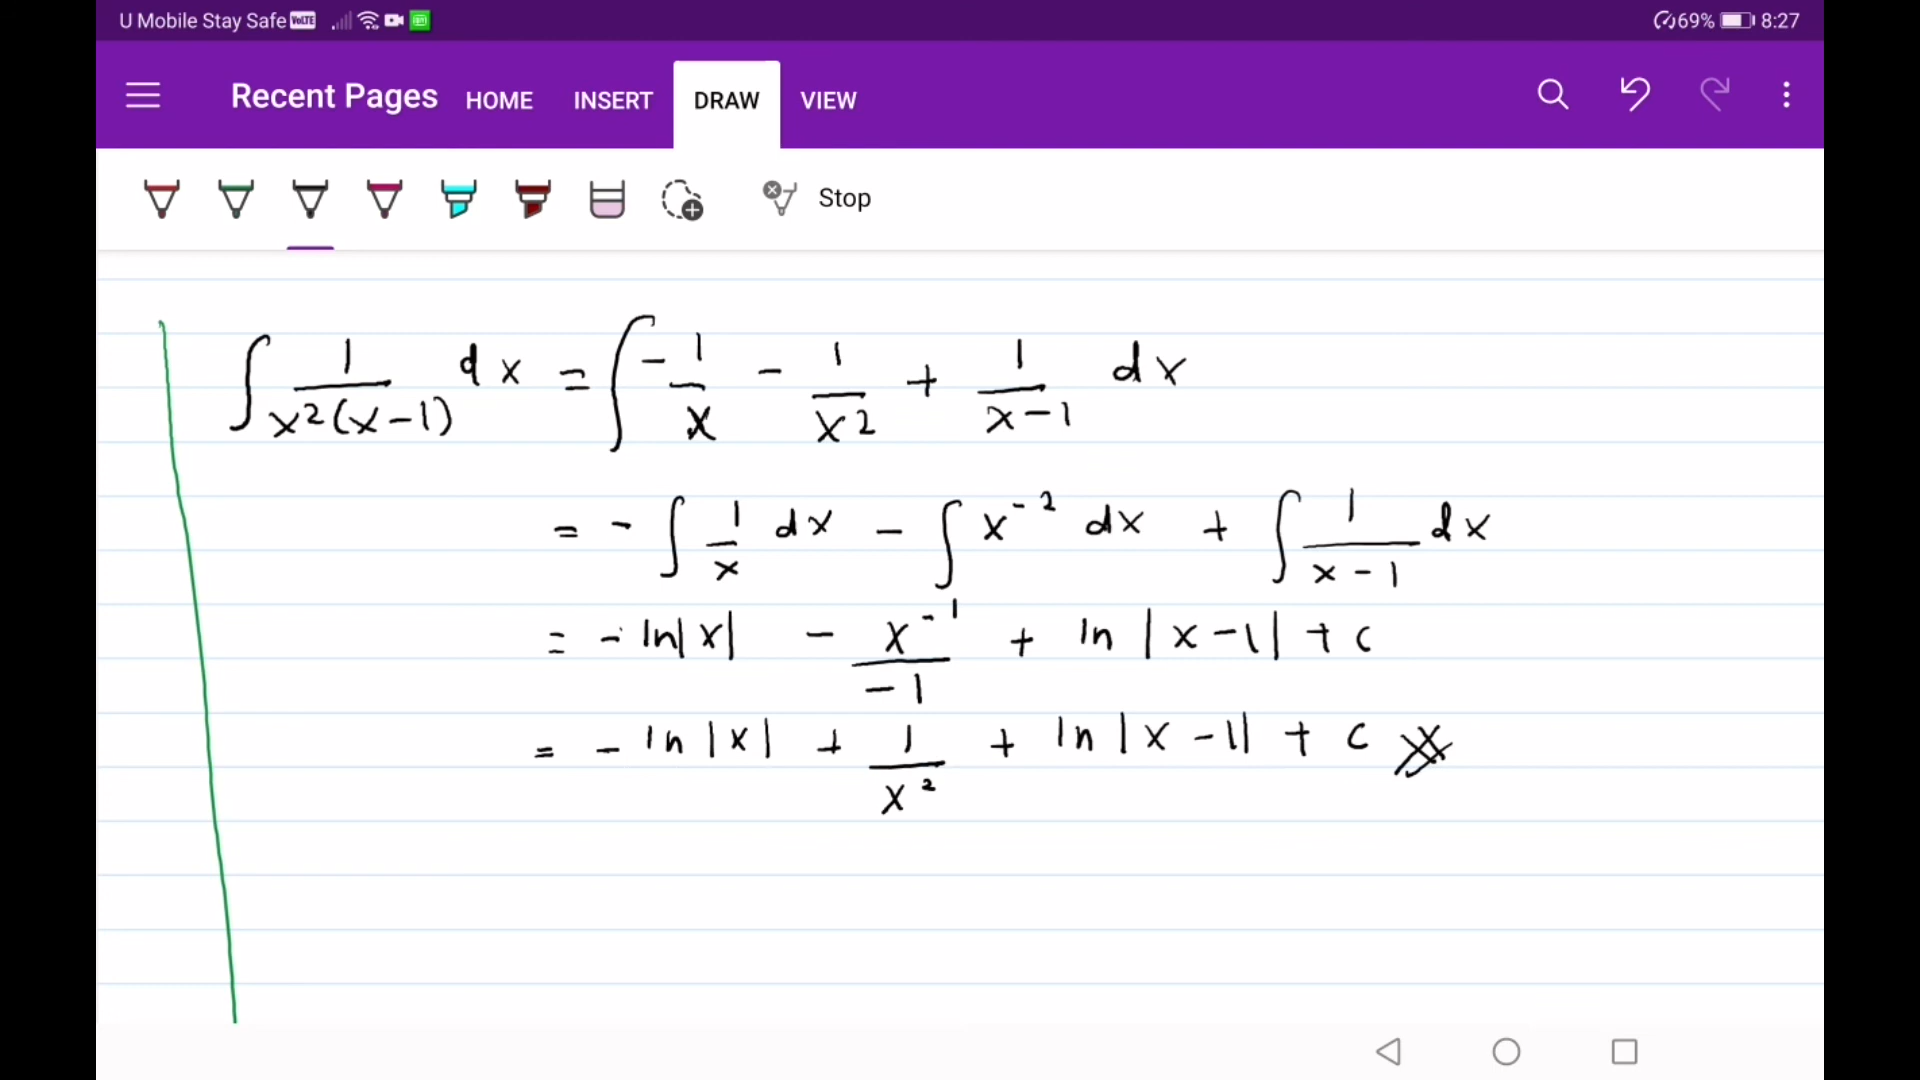 U Mobile Stay Safe VoLTE 69% 8:27
Recent Pages HOME INSERT DRAW VIEW
Stop
∫ 1/(x²(x-1)) dx = ∫ -1/x - 1/x² + 1/(x-1) dx
= - ∫ 1/x dx - ∫ x⁻² dx + ∫ 1/(x-1) dx
= - ln|x| - x⁻¹/-1 + ln|x-1| + c
= - ln|x| + 1/x² + ln|x-1| + c